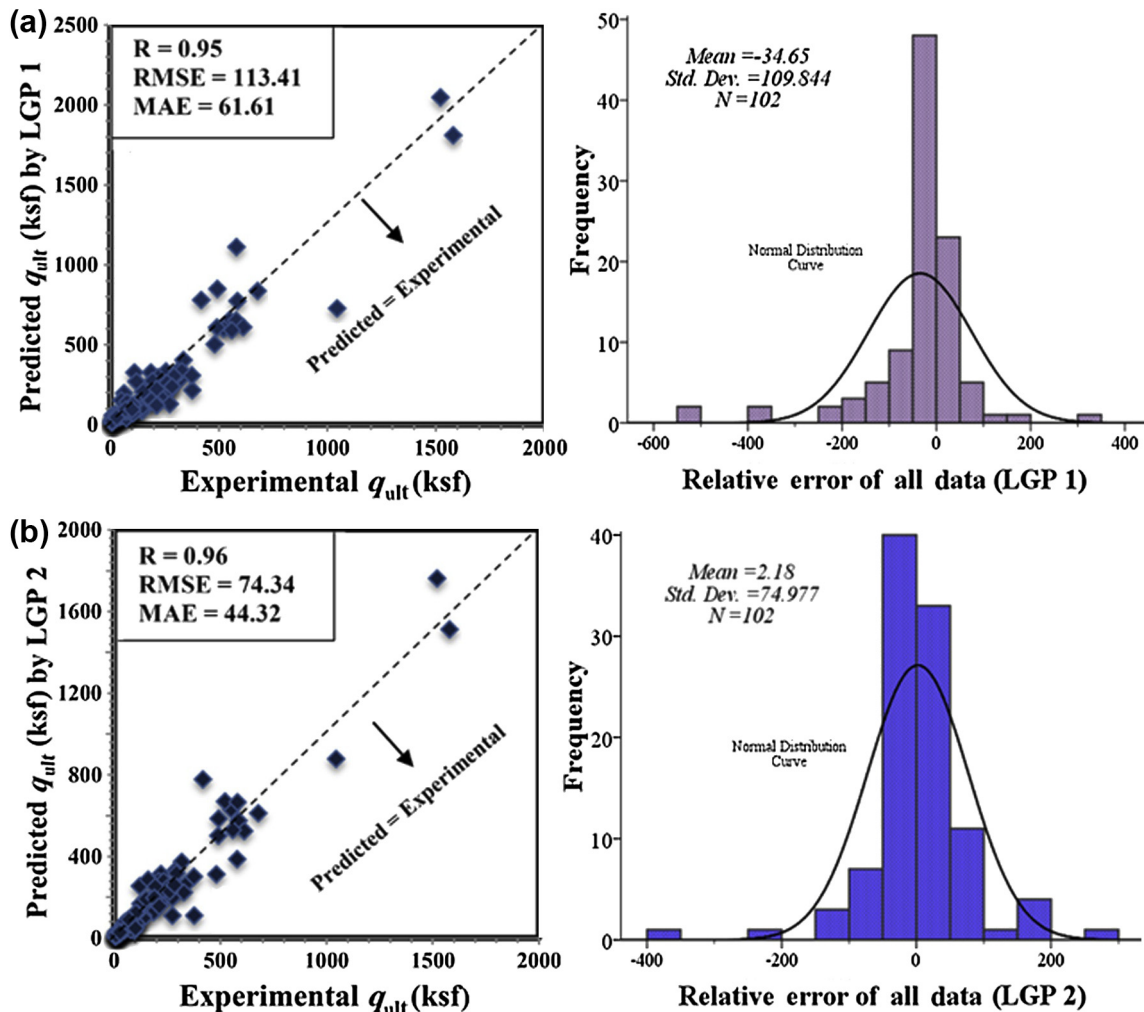 (a)
2500
2000
1500
1000
500
0
Predicted qult (ksf) by LGP 1
R = 0.95
RMSE = 113.41
MAE = 61.61
Predicted = Experimental
0
500
1000
1500
2000
Experimental qult (ksf)
50
40
30
20
10
0
Frequency
Mean =-34.65
Std. Dev. =109.844
N =102
Normal Distribution
Curve
-600
-400
-200
0
200
400
Relative error of all data (LGP 1)
(b)
2000
1600
1200
800
400
0
Predicted qult (ksf) by LGP 2
R = 0.96
RMSE = 74.34
MAE = 44.32
Predicted = Experimental
0
500
1000
1500
2000
Experimental qult (ksf)
40
30
20
10
0
Frequency
Mean =2.18
Std. Dev. =74.977
N =102
Normal Distribution
Curve
-400
-200
0
200
Relative error of all data (LGP 2)